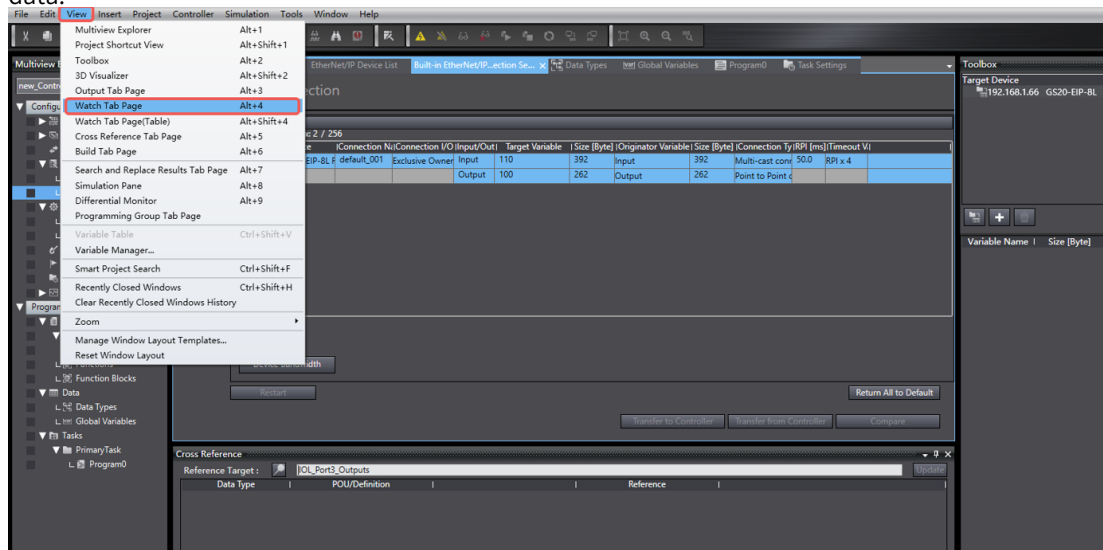 data.
File Edit View Insert Project Controller Simulation Tools Window Help
Multiview Explorer Alt+1
Project Shortcut View Alt+Shift+1
Toolbox Alt+2
3D Visualizer Alt+Shift+2
Output Tab Page Alt+3
Watch Tab Page Alt+4
Watch Tab Page(Table) Alt+Shift+4
Cross Reference Tab Page Alt+5
Build Tab Page Alt+6
Search and Replace Results Tab Page Alt+7
Simulation Pane Alt+8
Differential Monitor Alt+9
Programming Group Tab Page
Variable Table Ctrl+Shift+V
Variable Manager...
Smart Project Search Ctrl+Shift+F
Recently Closed Windows Ctrl+Shift+H
Clear Recently Closed Windows History
Zoom
Manage Window Layout Templates...
Reset Window Layout
Multiview E
new_Contro
Configu
Program
Functions
Function Blocks
Data
Data Types
Global Variables
Tasks
PrimaryTask
Program0
EtherNet/IP Device List Built-in EtherNet/IP...ection Se... Data Types Global Variables Program0 Task Settings
ction
2 / 256
Connection Na Connection I/O Input/Out Target Variable Size [Byte] Originator Variable Size [Byte] Connection Ty RPI [ms] Timeout V
EIP-8L F default_001 Exclusive Owner Input 110 392 Input 392 Multi-cast conr 50.0 RPI x 4
Output 100 262 Output 262 Point to Point c
Device Bandwidth
Restart Return All to Default
Transfer to Controller Transfer from Controller Compare
Cross Reference
Reference Target : IOL_Port3_Outputs Update
Data Type POU/Definition Reference
Toolbox
Target Device
192.168.1.66 GS20-EIP-8L
Variable Name Size [Byte]